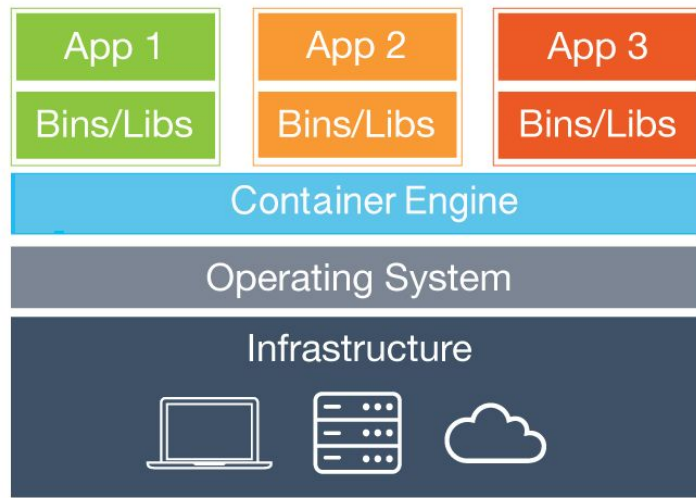 App 1
App 2
App 3
Bins/Libs
Bins/Libs
Bins/Libs
Container Engine
Operating System
Infrastructure